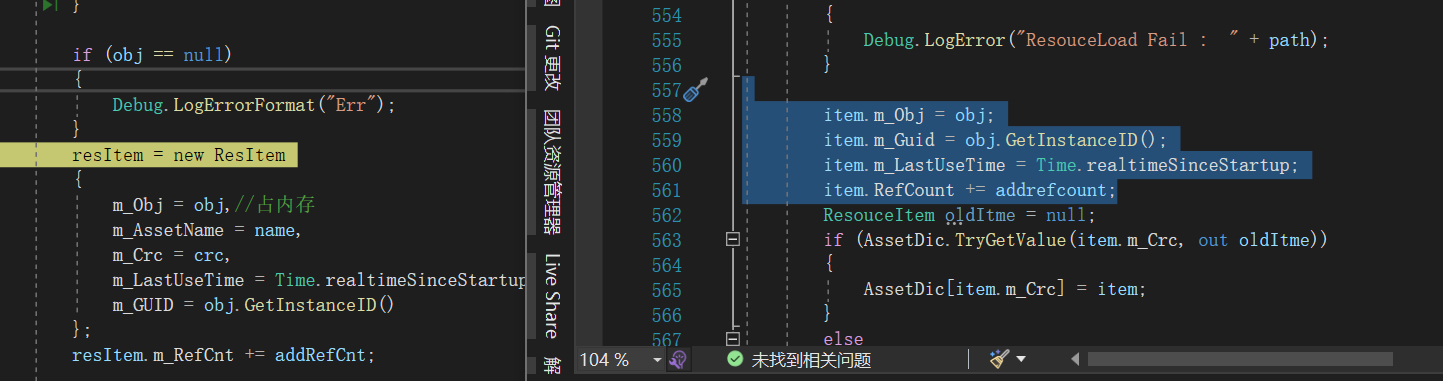 }
if (obj == null)
{
Debug.LogErrorFormat("Err");
}
resItem = new ResItem
{
m_Obj = obj,//占内存
m_AssetName = name,
m_Crc = crc,
m_LastUseTime = Time.realtimeSinceStartup
m_GUID = obj.GetInstanceID()
};
resItem.m_RefCnt += addRefCnt;
图
Git 更改
团队资源管理器
Live Share
解
554 {
555 Debug.LogError("ResouceLoad Fail :  " + path);
556 }
557
558 item.m_Obj = obj;
559 item.m_Guid = obj.GetInstanceID();
560 item.m_LastUseTime = Time.realtimeSinceStartup;
561 item.RefCount += addrefcount;
562 ResouceItem oldItme = null;
563 if (AssetDic.TryGetValue(item.m_Crc, out oldItme))
564 {
565 AssetDic[item.m_Crc] = item;
566 }
567 else
104 % 未找到相关问题